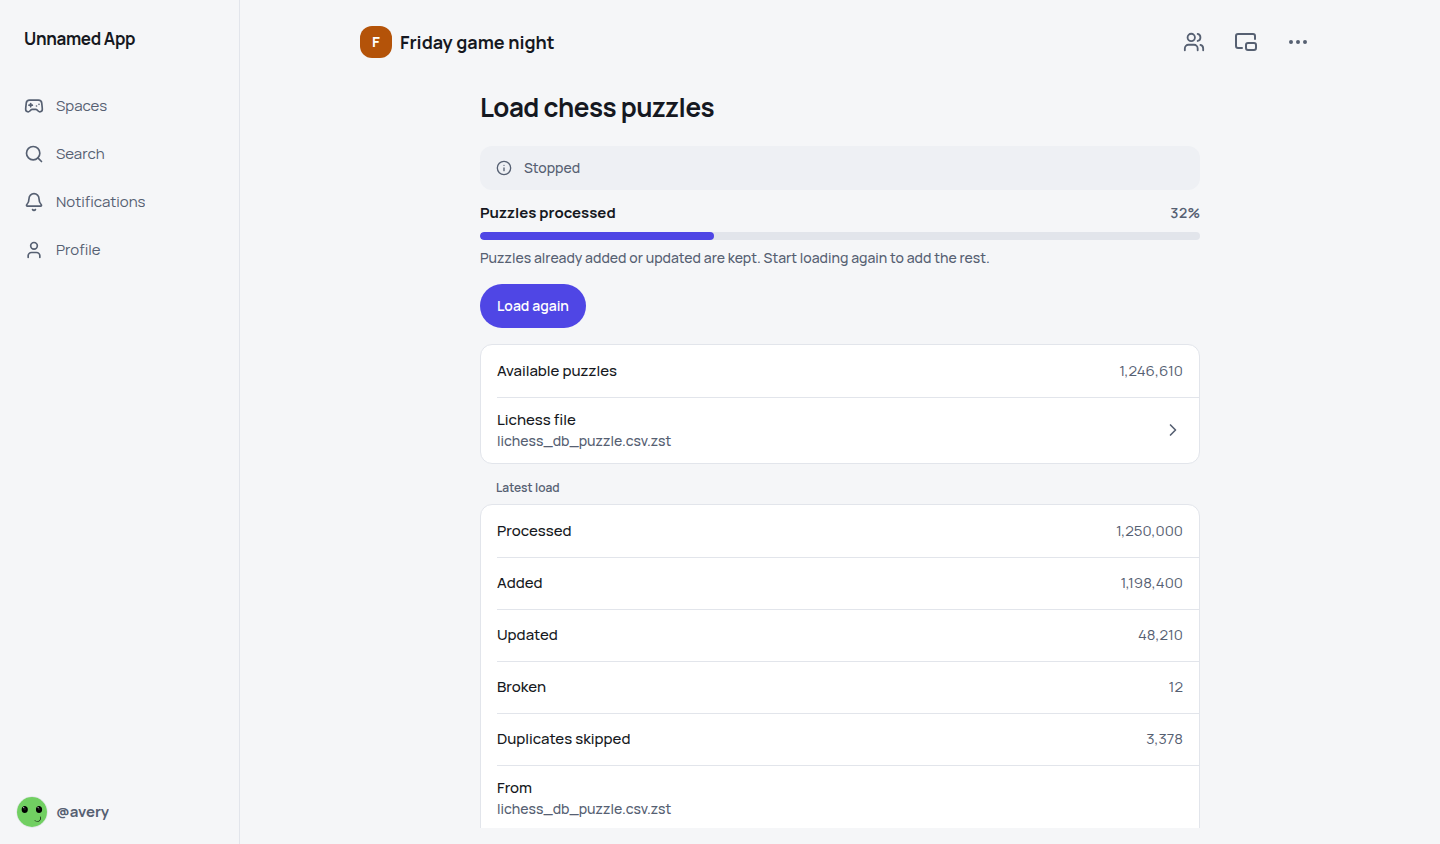 Unnamed App
Spaces
Search
Notifications
Profile
@avery
F
Friday game night
Load chess puzzles
Stopped
Puzzles processed
32%
Puzzles already added or updated are kept. Start loading again to add the rest.
Load again
Available puzzles
1,246,610
Lichess file
lichess_db_puzzle.csv.zst
Latest load
Processed
1,250,000
Added
1,198,400
Updated
48,210
Broken
12
Duplicates skipped
3,378
From
lichess_db_puzzle.csv.zst